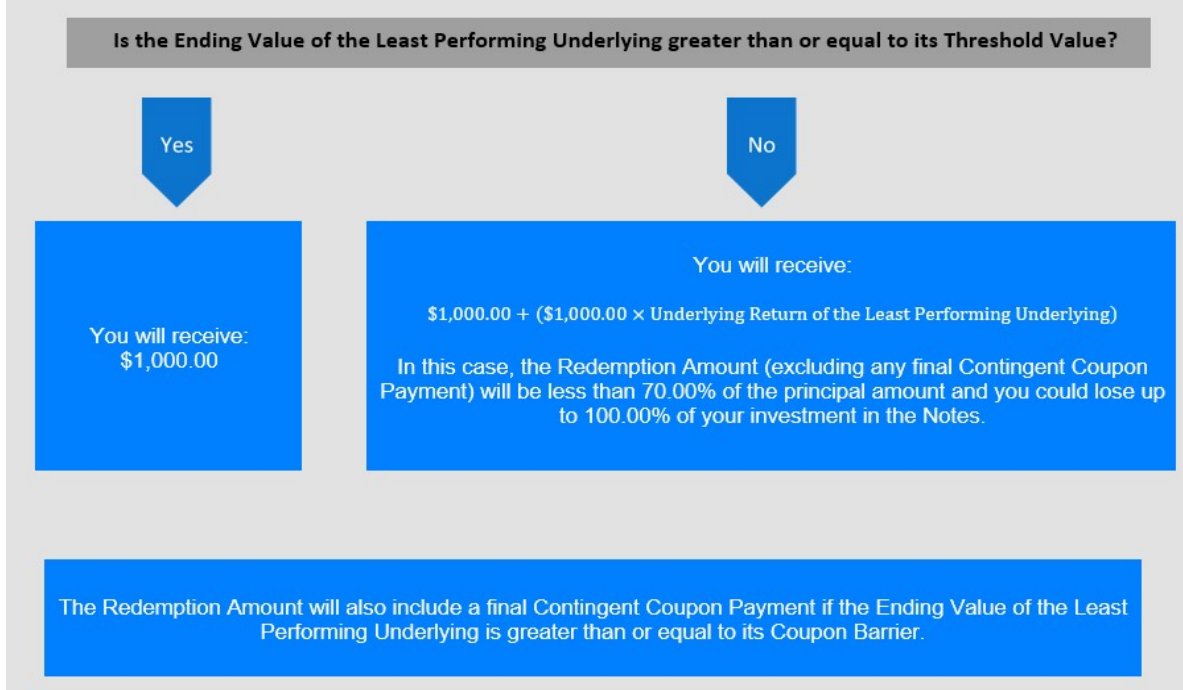 Is the Ending Value of the Least Performing Underlying greater than or equal to its Threshold Value?
Yes
No
You will receive:
$1,000.00
You will receive:
$1,000.00 + ($1,000.00 × Underlying Return of the Least Performing Underlying)
In this case, the Redemption Amount (excluding any final Contingent Coupon
Payment) will be less than 70.00% of the principal amount and you could lose up
to 100.00% of your investment in the Notes.
The Redemption Amount will also include a final Contingent Coupon Payment if the Ending Value of the Least
Performing Underlying is greater than or equal to its Coupon Barrier.